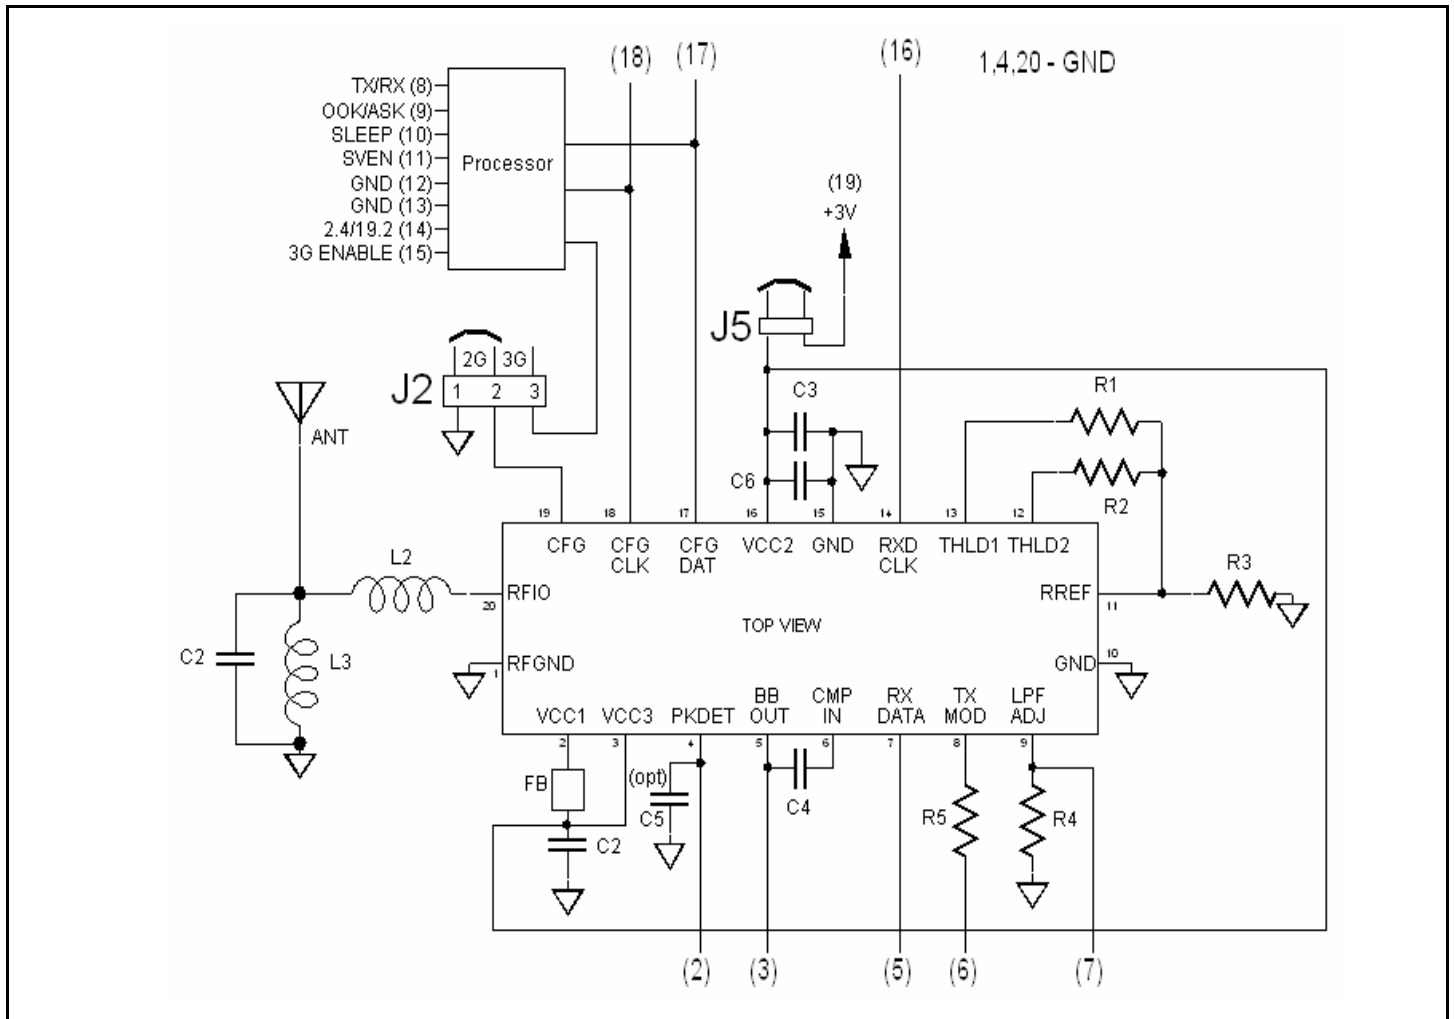 (18) (17) (16) 1,4,20 - GND
TX/RX (8)
OOK/ASK (9)
SLEEP (10)
SVEN (11)
GND (12)
GND (13)
2.4/19.2 (14)
3G ENABLE (15)
Processor
(19)
+3V
J5
J2
2G 3G
1 2 3
ANT
C3
C6
R1
R2
R3
19 18 17 16 15 14 13 12
CFG
CFG CLK
CFG DAT
VCC2
GND
RXD CLK
THLD1
THLD2
L2
C2
L3
RFIO
20
RREF
11
TOP VIEW
RFGND
1
GND
10
VCC1
VCC3
PKDET
BB OUT
CMP IN
RX DATA
TX MOD
LPF ADJ
2 3 4 5 6 7 8 9
FB
C2
(opt)
C5
C4
R5
R4
(2) (3) (5) (6) (7)